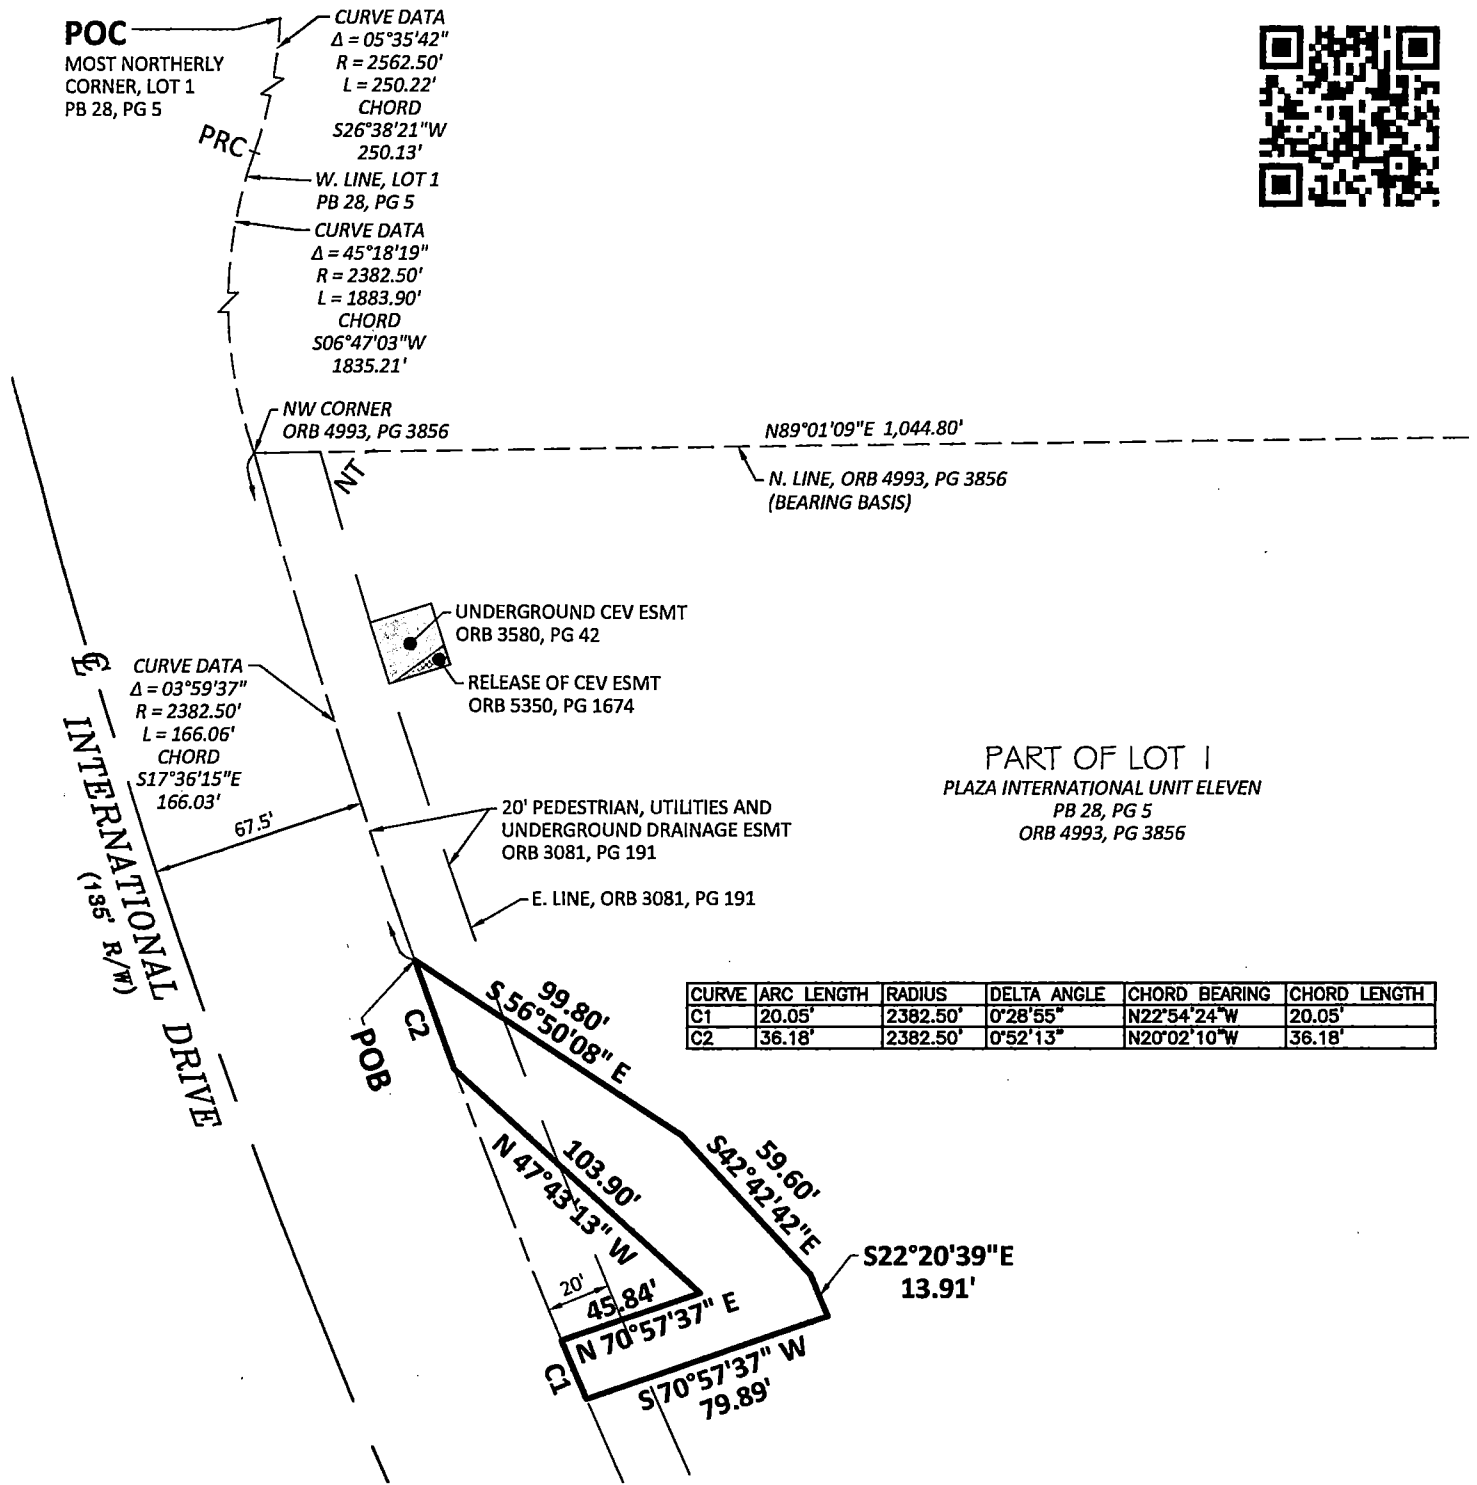 POC
MOST NORTHERLY
CORNER, LOT 1
PB 28, PG 5
CURVE DATA
Δ = 05°35'42"
R = 2562.50'
L = 250.22'
CHORD
S26°38'21"W
250.13'
PRC
W. LINE, LOT 1
PB 28, PG 5
CURVE DATA
Δ = 45°18'19"
R = 2382.50'
L = 1883.90'
CHORD
S06°47'03"W
1835.21'
NW CORNER
ORB 4993, PG 3856
N89°01'09"E 1,044.80'
NT
N. LINE, ORB 4993, PG 3856
(BEARING BASIS)
UNDERGROUND CEV ESMT
ORB 3580, PG 42
RELEASE OF CEV ESMT
ORB 5350, PG 1674
CURVE DATA
Δ = 03°59'37"
R = 2382.50'
L = 166.06'
CHORD
S17°36'15"E
166.03'
℄ INTERNATIONAL DRIVE
(135' R/W)
67.5'
PART OF LOT 1
PLAZA INTERNATIONAL UNIT ELEVEN
PB 28, PG 5
ORB 4993, PG 3856
20' PEDESTRIAN, UTILITIES AND
UNDERGROUND DRAINAGE ESMT
ORB 3081, PG 191
E. LINE, ORB 3081, PG 191
POB
C2
99.80'
S 56°50'08" E
CURVE ARC LENGTH RADIUS DELTA ANGLE CHORD BEARING CHORD LENGTH
C1 20.05' 2382.50' 0°28'55" N22°54'24"W 20.05'
C2 36.18' 2382.50' 0°52'13" N20°02'10"W 36.18'
103.90'
N 47°43'13" W
59.60'
S42°42'42"E
S22°20'39"E
13.91'
20'
45.84'
N 70°57'37" E
C1
S 70°57'37" W
79.89'